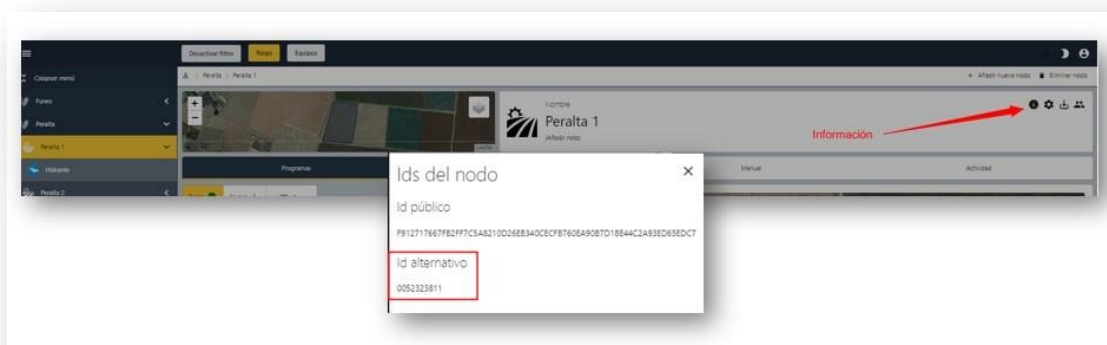 Desactivar filtro Riego Equipos
Colapsar menú
Peralta > Peralta 1
+ Añadir nuevo nodo Eliminar nodo
Funes
Peralta
Peralta 1
Hidrante
Peralta 2
+
-
Leaflet
Nombre
Peralta 1
(Añadir nota)
Información
Programas
Manual
Actividad
Ids del nodo
Id público
F912717667FB2FF7C5A8210D26EB340CECFB760EA90B7D1BE44C2A93ED65EDC7
Id alternativo
0052323811